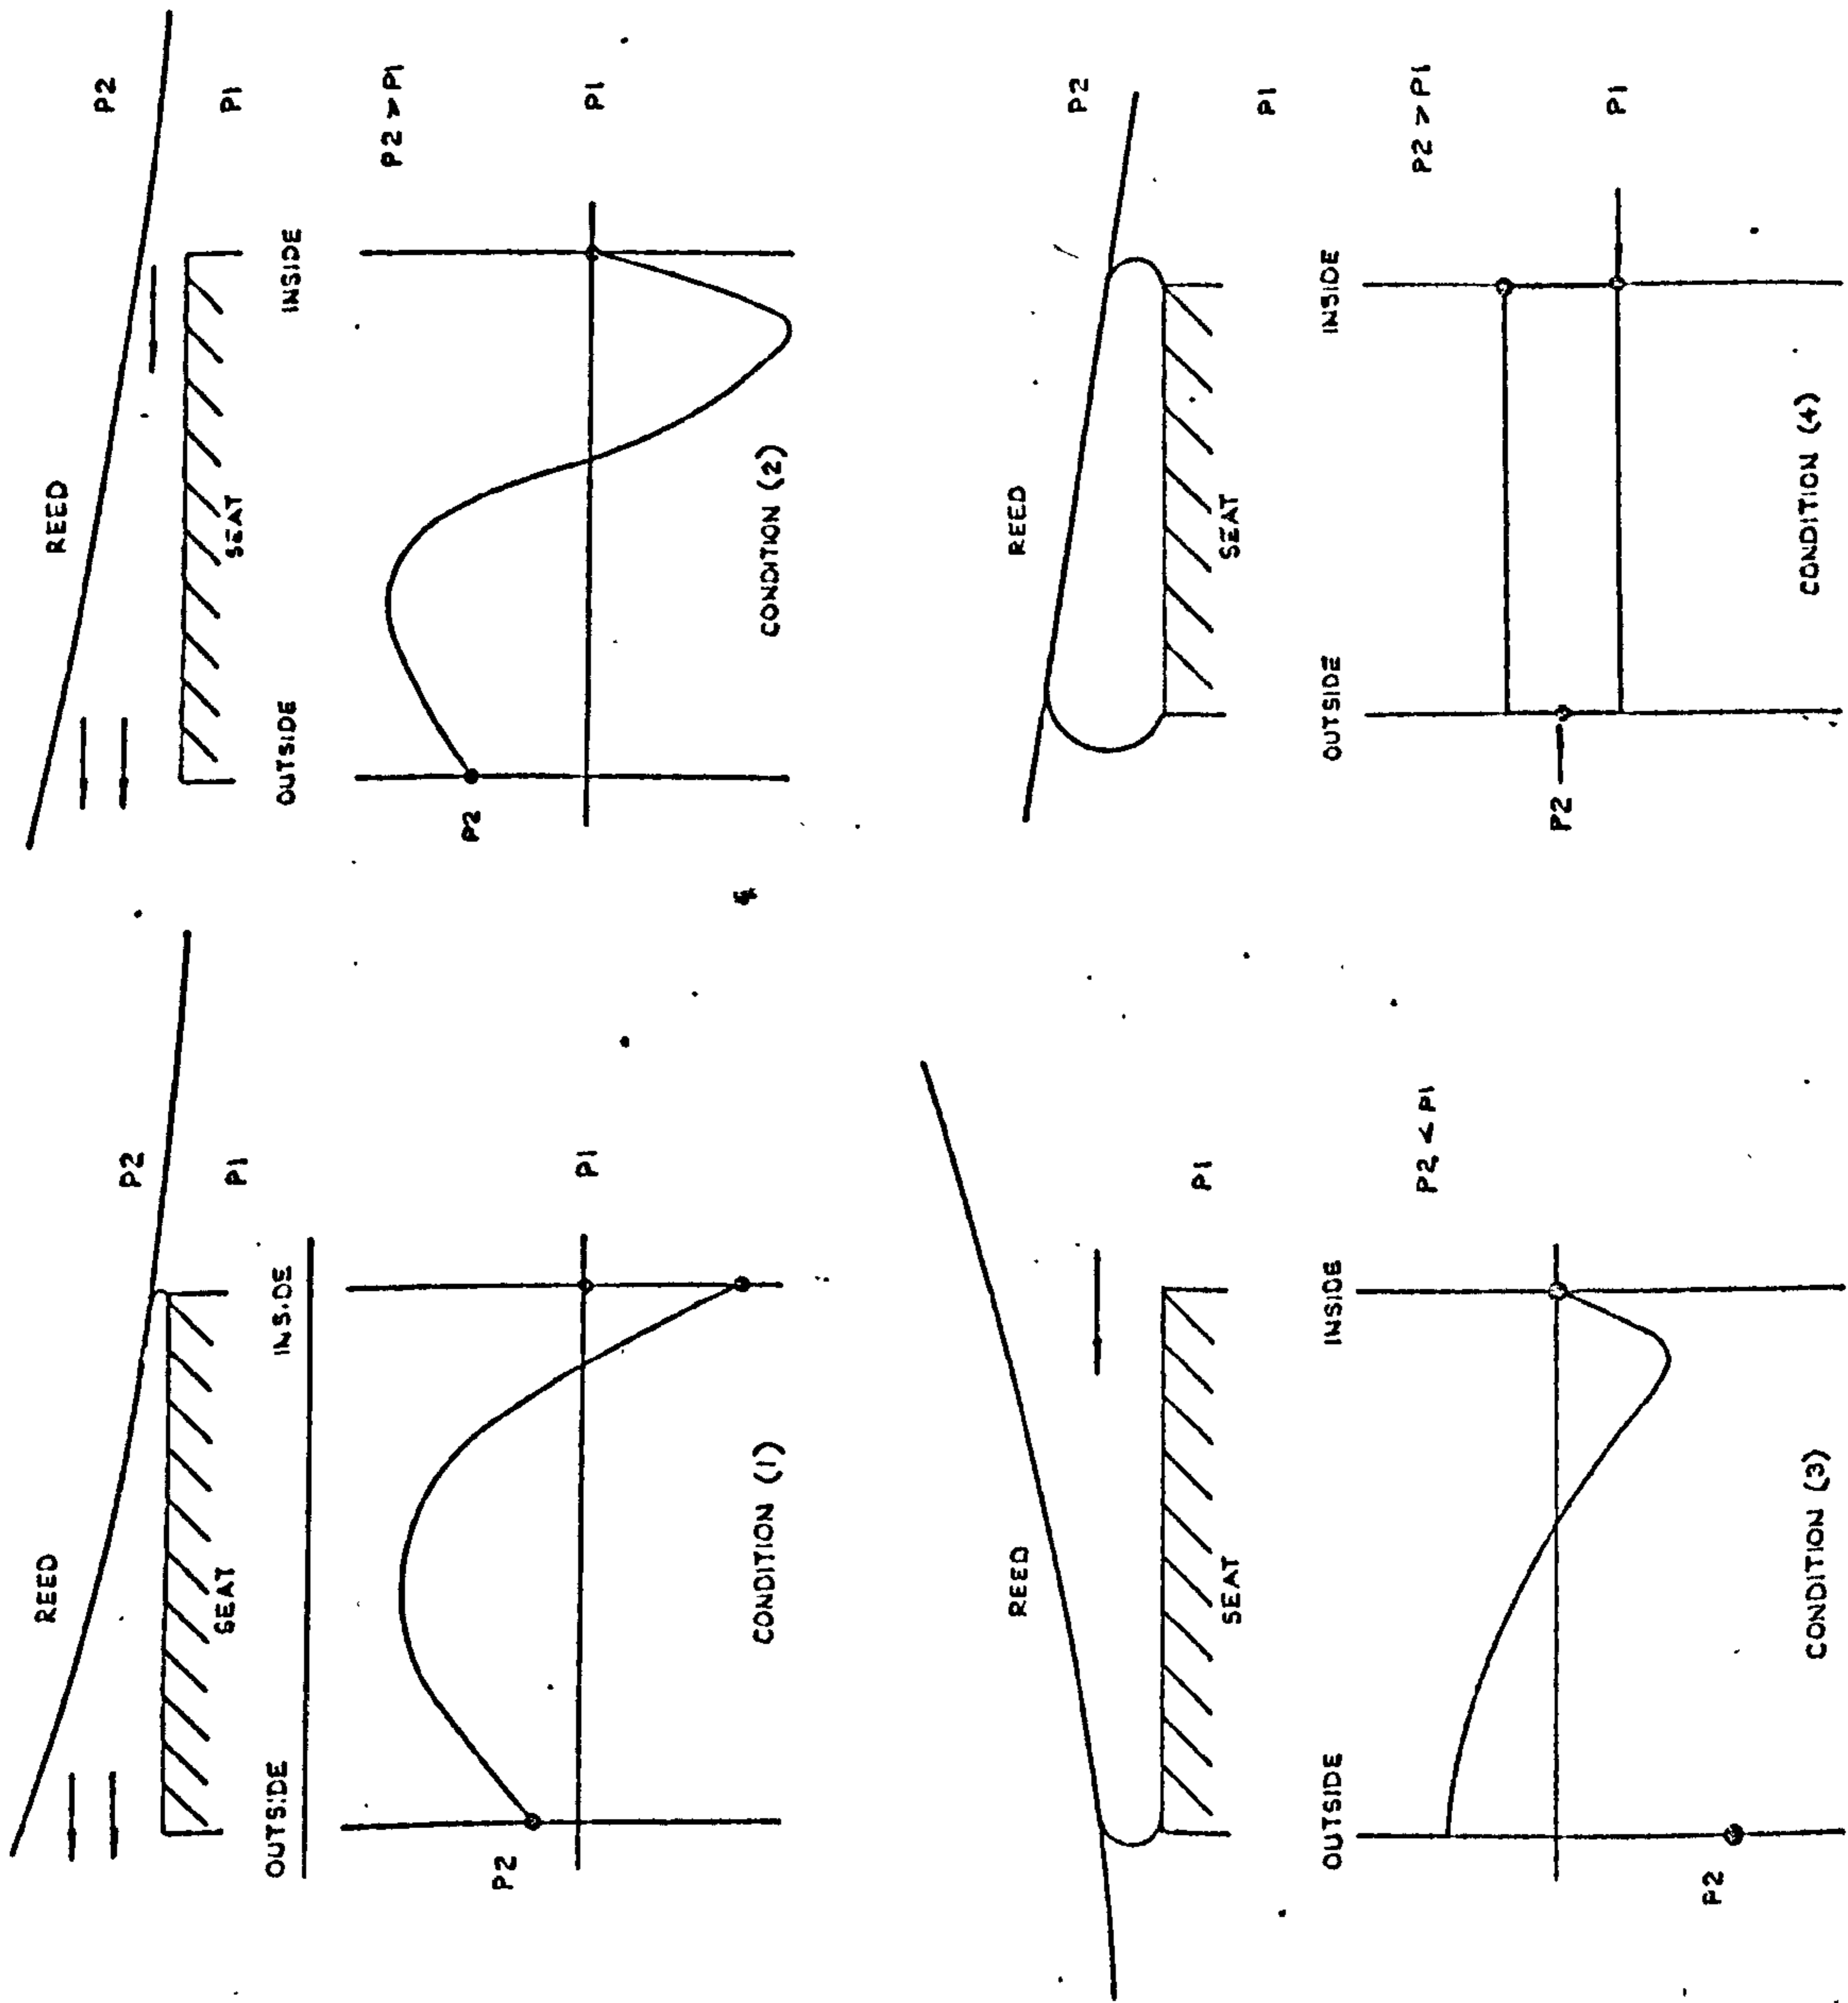 REED
P2
SEAT
P1
OUTSIDE
INSIDE
P2
P1
CONDITION (1)
REED
P2
SEAT
P1
OUTSIDE
INSIDE
P2 > P1
P2
P1
CONDITION (2)
REED
SEAT
P1
OUTSIDE
INSIDE
P2 < P1
P2
CONDITION (3)
REED
P2
SEAT
P1
OUTSIDE
INSIDE
P2 > P1
P2
P1
CONDITION (4)